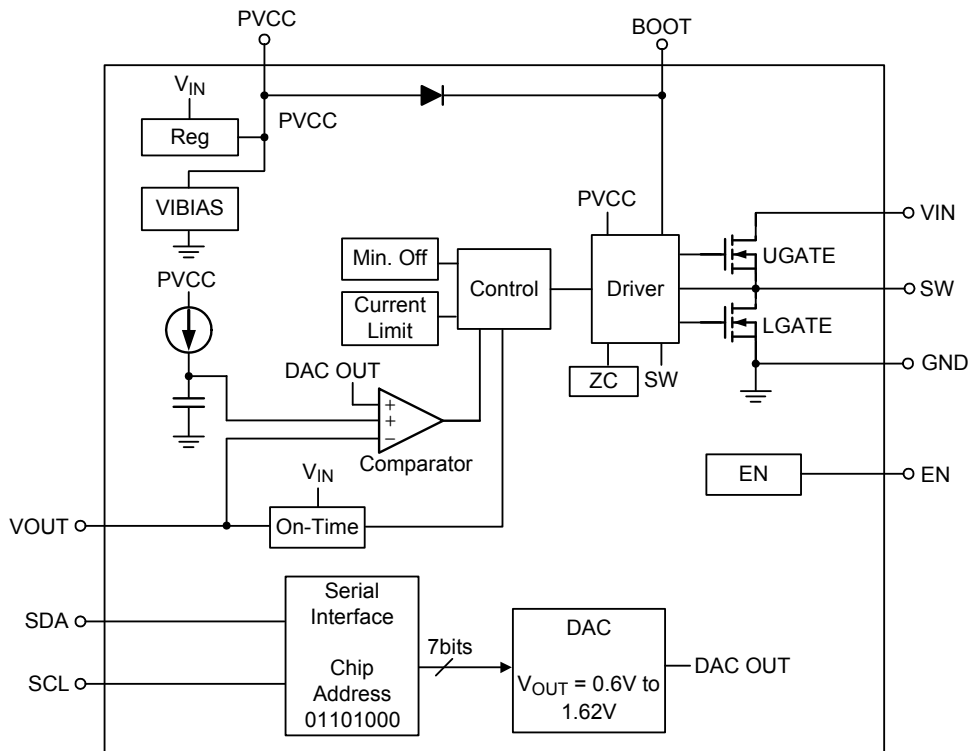 PVCC
BOOT
VIN
PVCC
Reg
VIBIAS
PVCC
PVCC
VIN
UGATE
Min. Off
Control
Driver
SW
Current
Limit
LGATE
DAC OUT
ZC
SW
GND
+
+
−
Comparator
VIN
EN
EN
VOUT
On-Time
Serial
Interface
SDA
DAC
7bits
DAC OUT
Chip
Address
01101000
SCL
VOUT = 0.6V to
1.62V